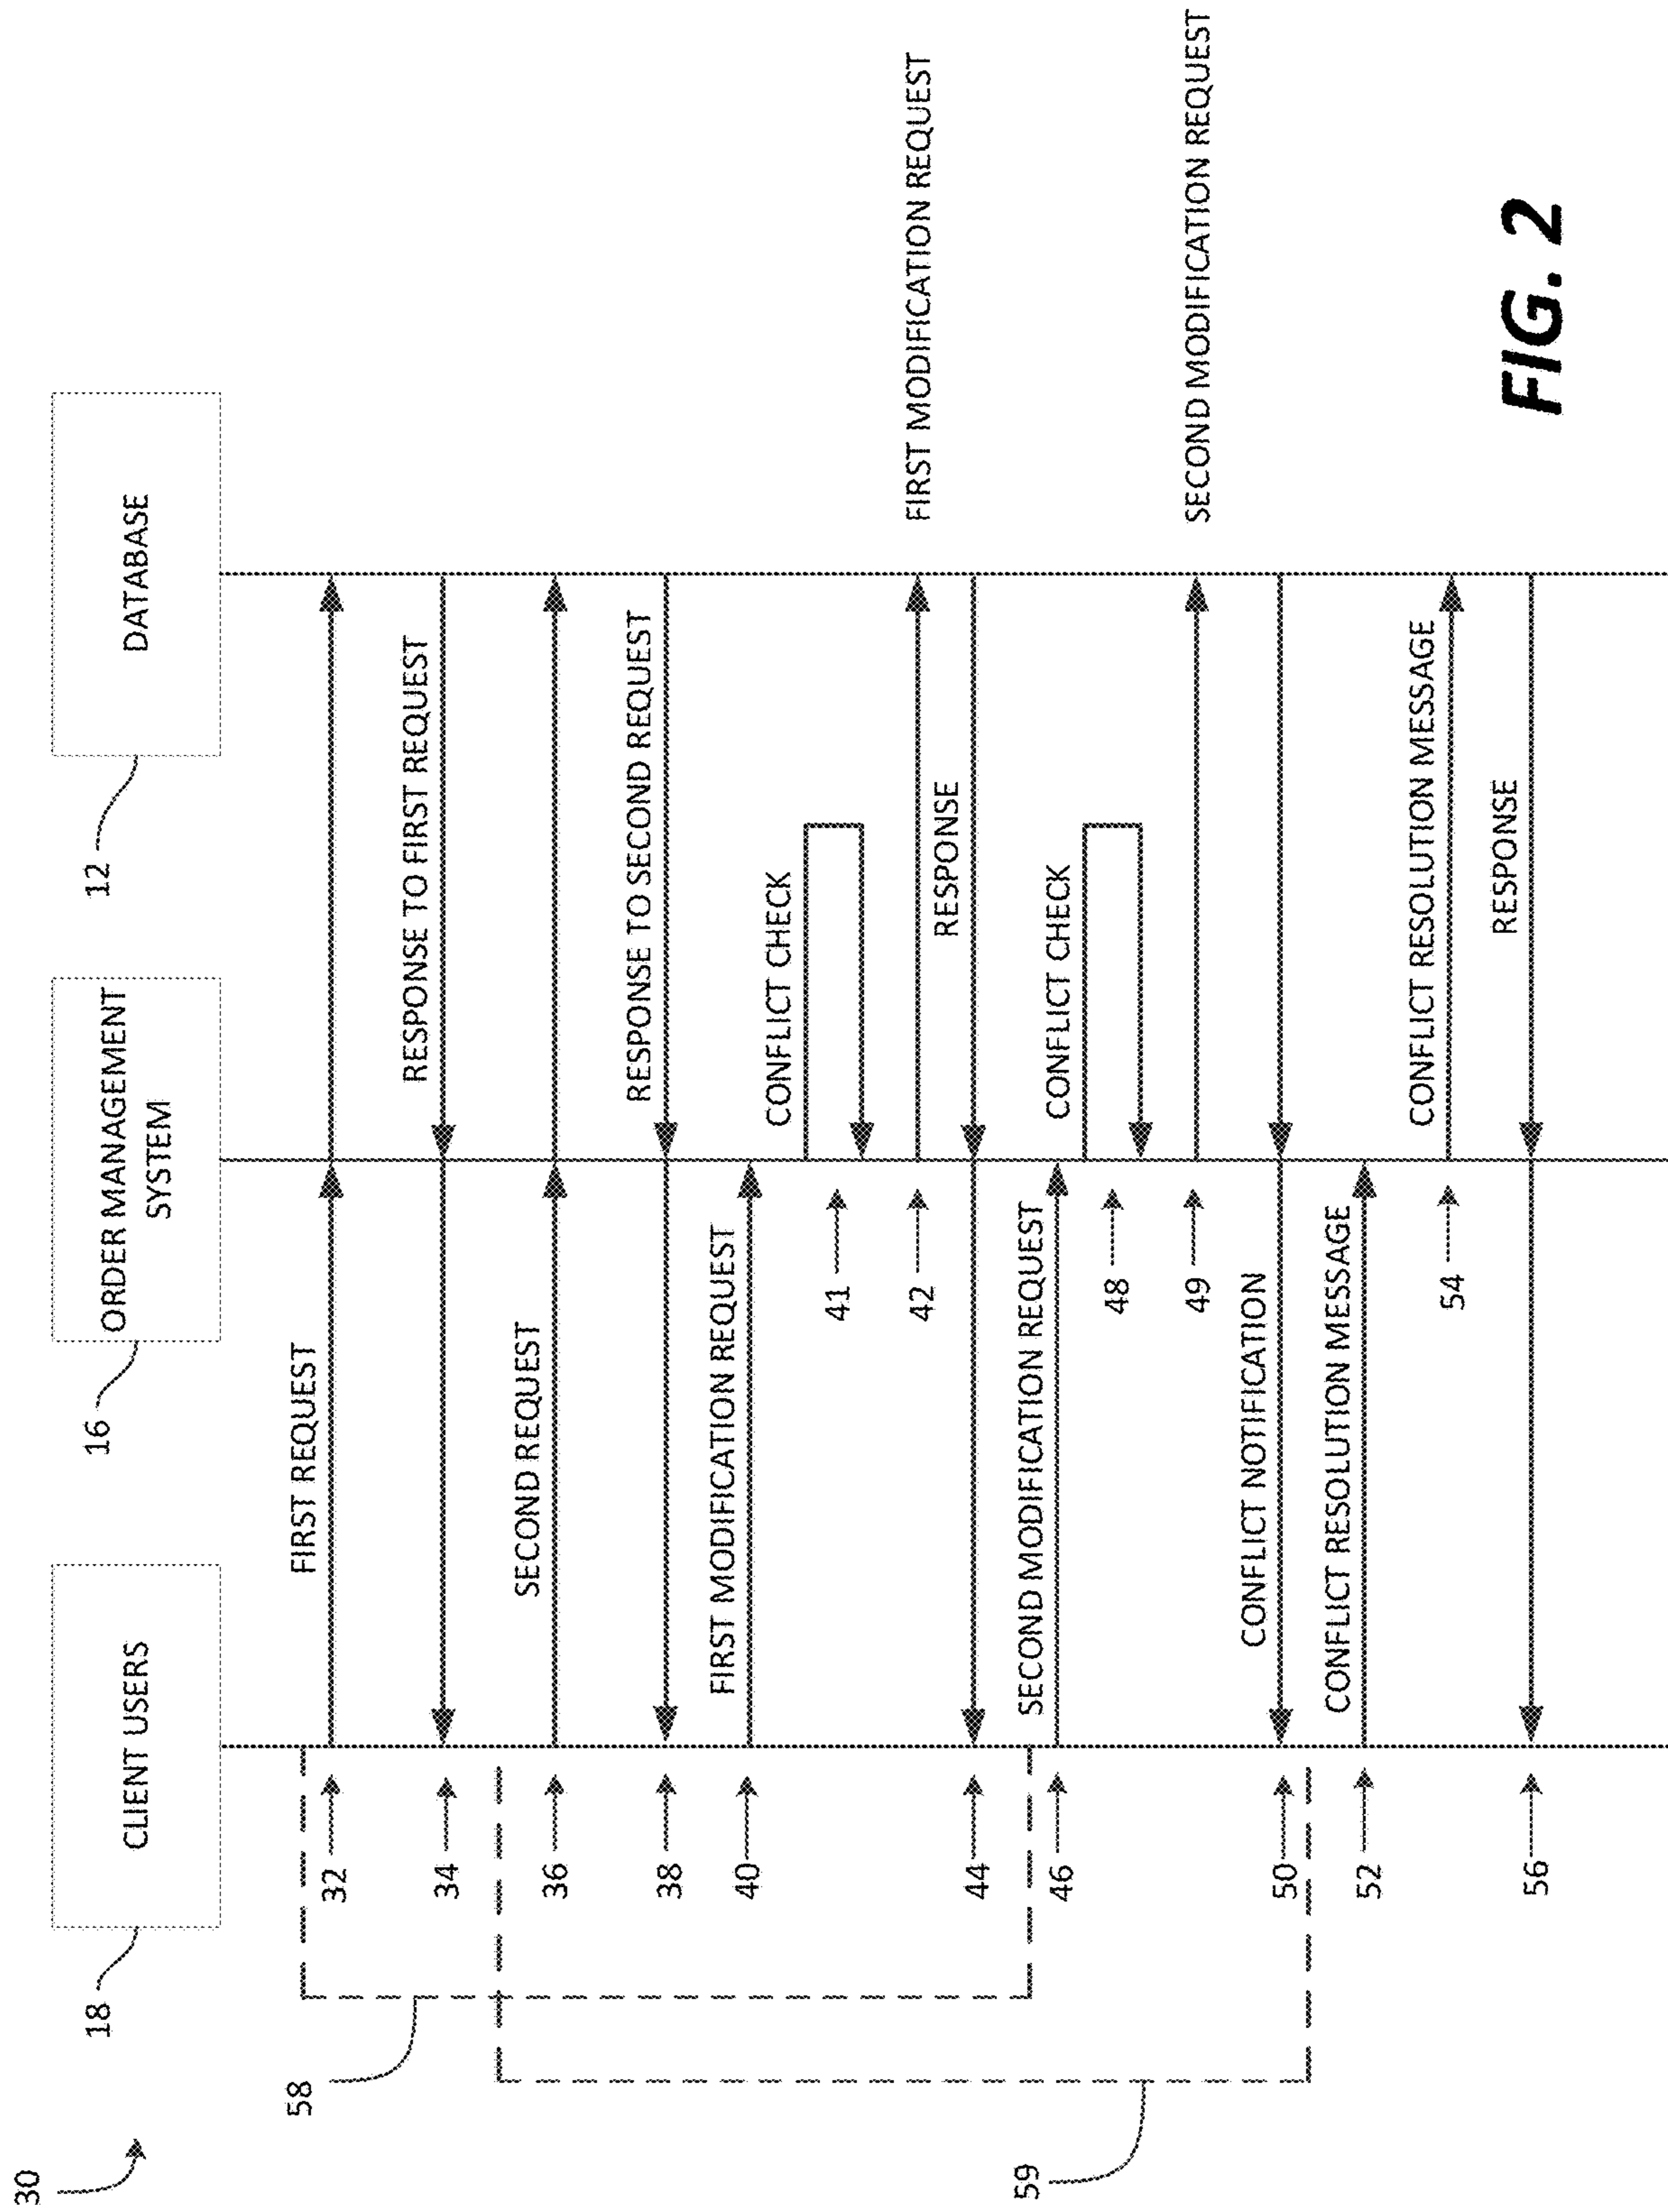 30
18
CLIENT USERS
16
ORDER MANAGEMENT
SYSTEM
12
DATABASE
58
59
32
FIRST REQUEST
34
RESPONSE TO FIRST REQUEST
36
SECOND REQUEST
38
RESPONSE TO SECOND REQUEST
40
FIRST MODIFICATION REQUEST
41
CONFLICT CHECK
42
FIRST MODIFICATION REQUEST
44
RESPONSE
46
SECOND MODIFICATION REQUEST
48
CONFLICT CHECK
49
SECOND MODIFICATION REQUEST
50
CONFLICT NOTIFICATION
52
CONFLICT RESOLUTION MESSAGE
54
CONFLICT RESOLUTION MESSAGE
56
RESPONSE
FIG. 2